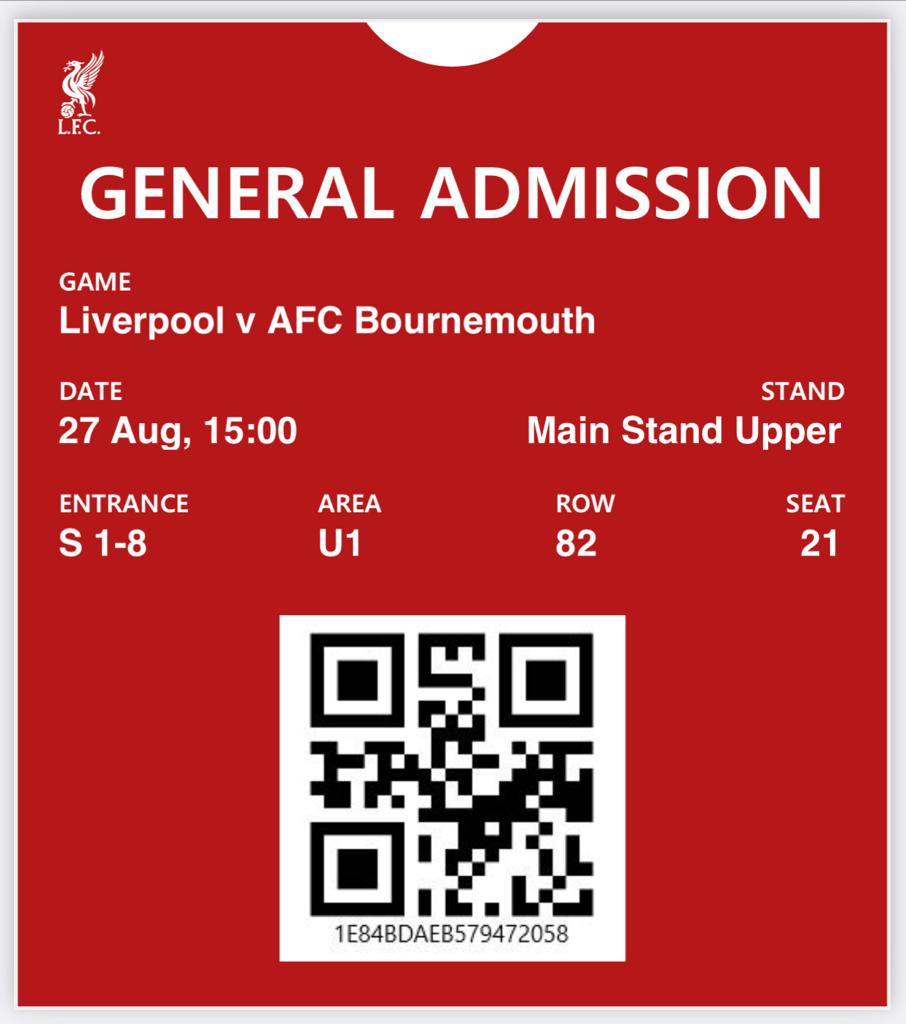 L.F.C.
GENERAL ADMISSION
GAME
Liverpool v AFC Bournemouth
DATE STAND
27 Aug, 15:00 Main Stand Upper
ENTRANCE AREA ROW SEAT
S 1-8 U1 82 21
1E84BDAEB579472058